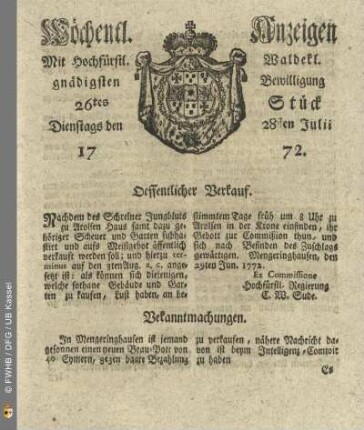 Wöchentl. Anzeigen
Mit Hochfürstl. Waldekl.
gnädigsten Bewilligung
26tes Stück
Dienstags den 28sten Julii
17 72.
Oeffentlicher Verkauf.
Nachdem des Schreiner Jungbluts
zu Arolsen Haus samt dazu ge-
höriger Scheuer und Garten subha-
stirt und aufs Meistgebot öffentlich
verkauft werden soll; und hierzu ter-
minus auf den 3ten Aug. a. c. ange-
setzt ist: als können sich diejenigen,
welche sothane Gebäude und Gar-
ten zu kaufen, Lust haben, an be-
stimmtem Tage früh um 8 Uhr zu
Arolsen in der Krone einfinden, ihr
Gebott zur Commißion thun, und
sich nach Befinden des Zuschlags
gewärtigen. Mengeringhausen, den
29ten Jun. 1772.
Ex Commissione
Hochfürstl. Regierung
C. W. Sude.
Bekanntmachungen.
In Mengeringhausen ist jemand
gesonnen einen neuen Brau-Bott von
40 Eymern, gegen baare Bezahlung
zu verkaufen, nähere Nachricht da-
von ist beym Intelligenz-Comtoir
zu haben
Es
© FWHB / DFG / UB Kassel